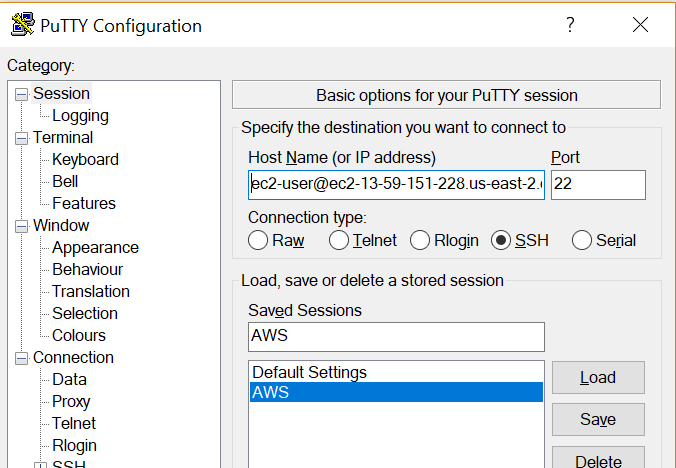 PuTTY Configuration
?
Category:
Session
Logging
Terminal
Keyboard
Bell
Features
Window
Appearance
Behaviour
Translation
Selection
Colours
Connection
Data
Proxy
Telnet
Rlogin
SSH
Basic options for your PuTTY session
Specify the destination you want to connect to
Host Name (or IP address) Port
ec2-user@ec2-13-59-151-228.us-east-2. 22
Connection type:
Raw Telnet Rlogin SSH Serial
Load, save or delete a stored session
Saved Sessions
AWS
Default Settings
AWS
Load
Save
Delete